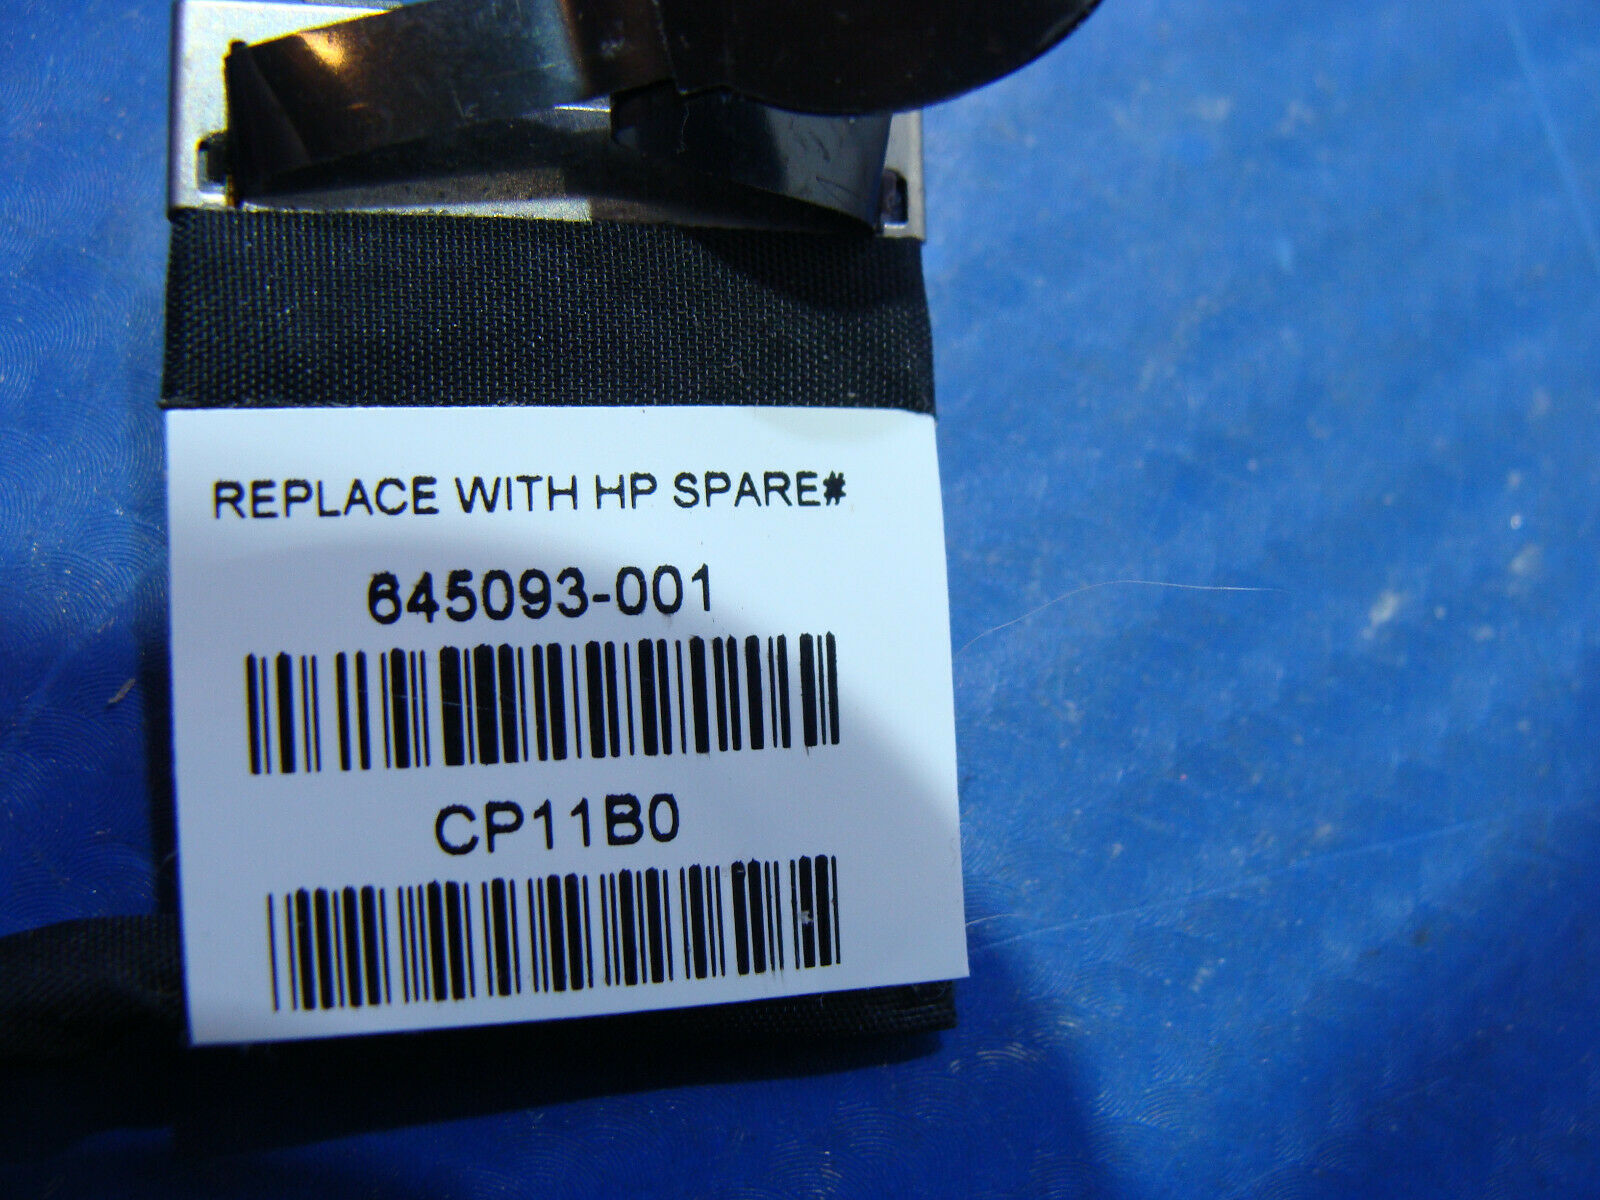 REPLACE WITH HP SPARE#
645093-001
CP11B0